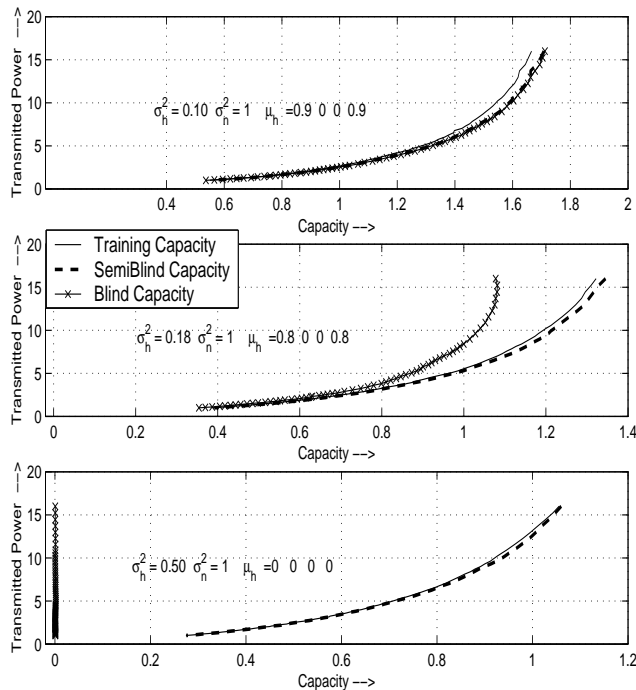 Transmitted Power -->
20
15
10
5
0
σ_h^2 = 0.10 σ_n^2 = 1 μ_h =0.9 0 0 0.9
0.4 0.6 0.8 1 1.2 1.4 1.6 1.8 2
Capacity -->
Transmitted Power -->
20
15
10
5
0
Training Capacity
SemiBlind Capacity
Blind Capacity
σ_h^2 = 0.18 σ_n^2 = 1 μ_h =0.8 0 0 0.8
0 0.2 0.4 0.6 0.8 1 1.2 1.4
Capacity -->
Transmitted Power -->
20
15
10
5
0
σ_h^2 = 0.50 σ_n^2 = 1 μ_h =0 0 0 0
0 0.2 0.4 0.6 0.8 1 1.2
Capacity -->